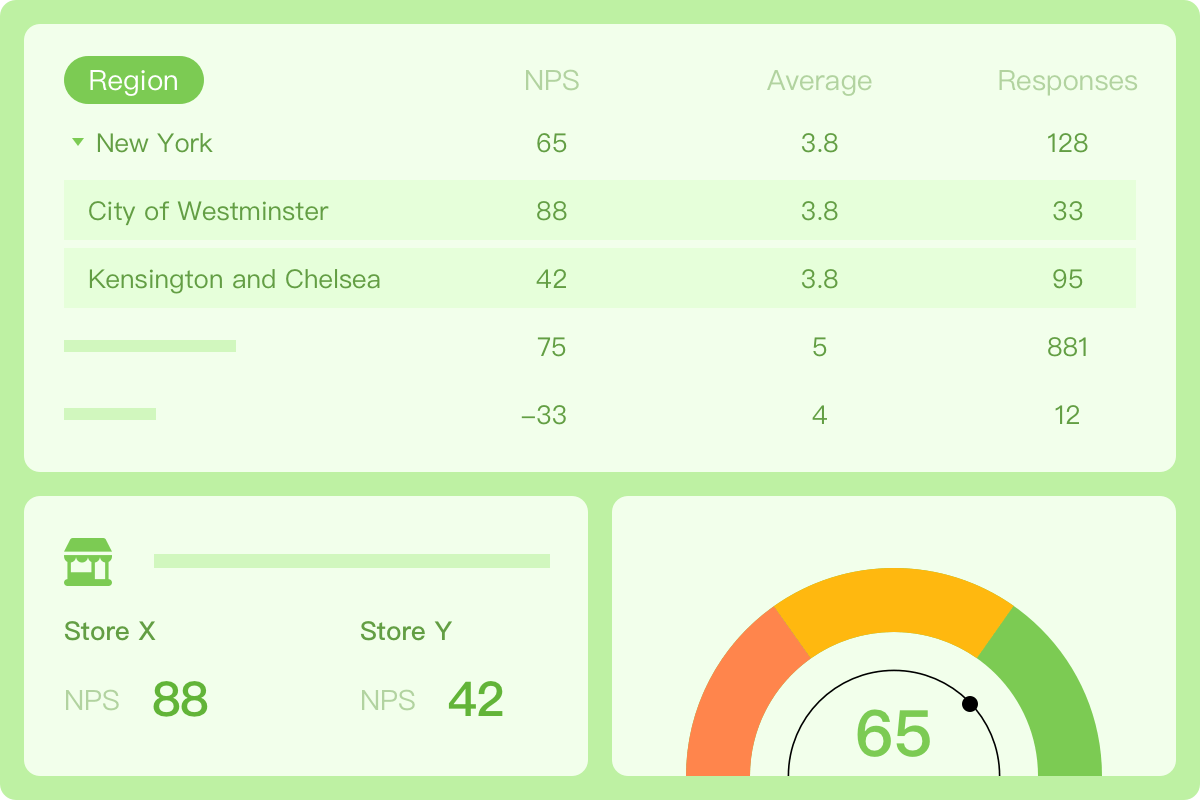 Region NPS Average Responses
New York 65 3.8 128
City of Westminster 88 3.8 33
Kensington and Chelsea 42 3.8 95
75 5 881
–33 4 12
Store X Store Y
NPS 88 NPS 42
65